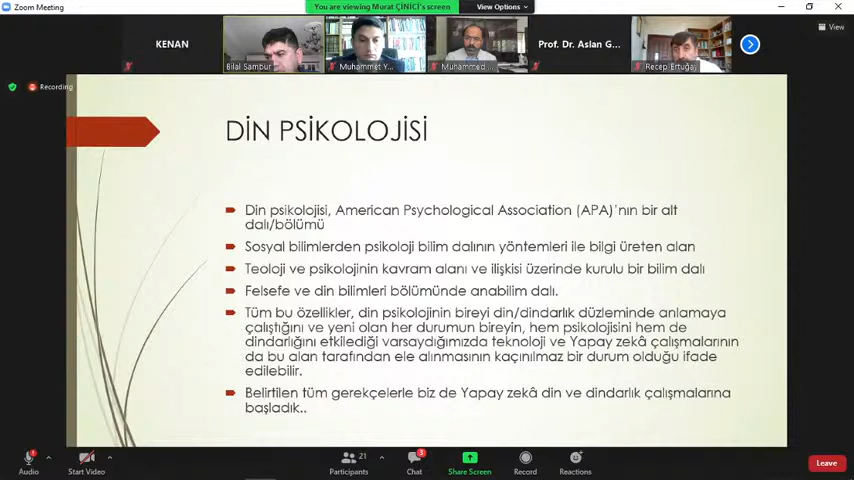 Zoom Meeting
You are viewing Murat ÇİNİCİ's screen
View Options
KENAN
Bilal Sambur
Muhammet Y...
Muhammed
Prof. Dr. Aslan G...
Recep Ertuğay
View
Recording
DİN PSİKOLOJİSİ
Din psikolojisi, American Psychological Association (APA)'nın bir alt
dalı/bölümü
Sosyal bilimlerden psikoloji bilim dalının yöntemleri ile bilgi üreten alan
Teoloji ve psikolojinin kavram alanı ve ilişkisi üzerinde kurulu bir bilim dalı
Felsefe ve din bilimleri bölümünde anabilim dalı.
Tüm bu özellikler, din psikolojinin bireyi din/dindarlık düzleminde anlamaya
çalıştığını ve yeni olan her durumun bireyin, hem psikolojisini hem de
dindarlığını etkilediği varsaydığımızda teknoloji ve Yapay zekâ çalışmalarının
da bu alan tarafından ele alınmasının kaçınılmaz bir durum olduğu ifade
edilebilir.
Belirtilen tüm gerekçelerle biz de Yapay zekâ din ve dindarlık çalışmalarına
başladık..
Audio
Start Video
21
Participants
3
Chat
Share Screen
Record
Reactions
Leave